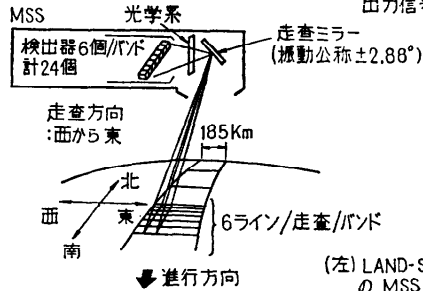 MSS
光学系
出力信
検出器6個/バンド
計24個
走査ミラー
(振動公称±2.88°)
走査方向
:西から東
185Km
北
西
東
南
6ライン/走査/バンド
進行方向
(左) LAND-S
の MSS